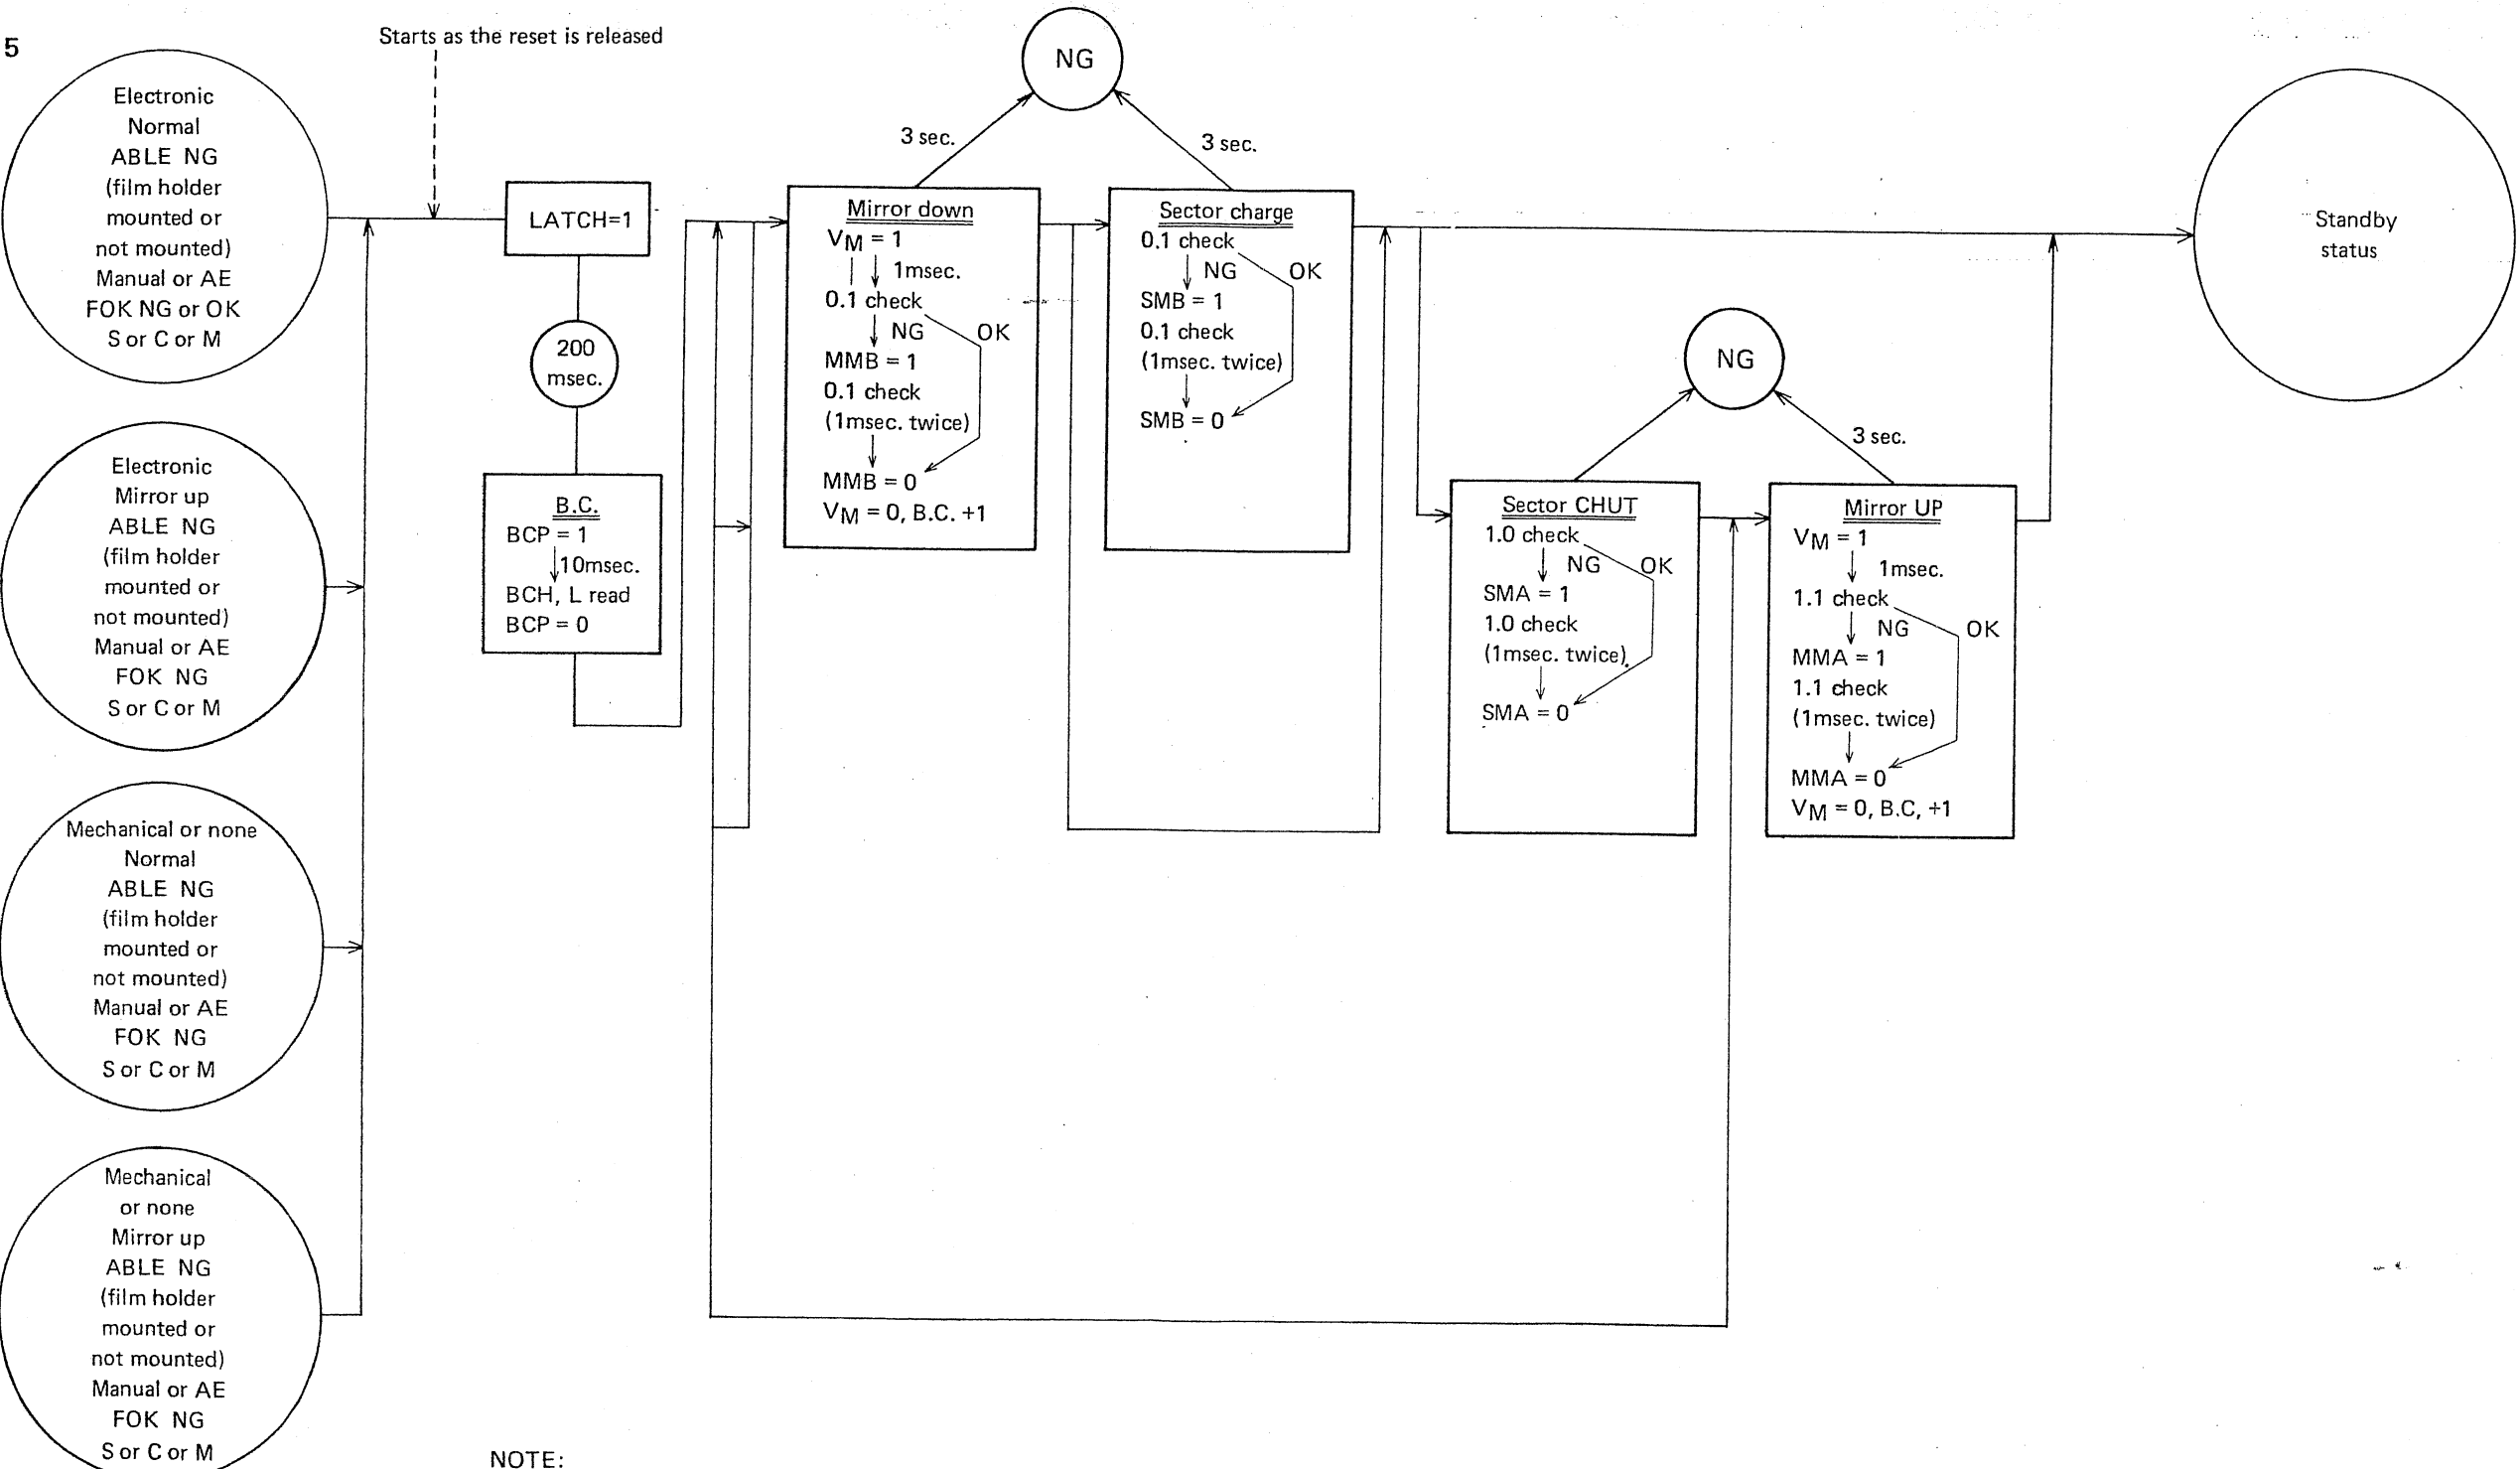 5
Starts as the reset is released
Electronic
Normal
ABLE NG
(film holder
mounted or
not mounted)
Manual or AE
FOK NG or OK
S or C or M
Electronic
Mirror up
ABLE NG
(film holder
mounted or
not mounted)
Manual or AE
FOK NG
S or C or M
Mechanical or none
Normal
ABLE NG
(film holder
mounted or
not mounted)
Manual or AE
FOK NG
S or C or M
Mechanical
or none
Mirror up
ABLE NG
(film holder
mounted or
not mounted)
Manual or AE
FOK NG
S or C or M
LATCH=1
200
msec.
B.C.
BCP = 1
10msec.
BCH, L read
BCP = 0
NG
3 sec.
3 sec.
Mirror down
VM = 1
1msec.
0.1 check
NG OK
MMB = 1
0.1 check
(1msec. twice)
MMB = 0
VM = 0, B.C. +1
Sector charge
0.1 check
NG OK
SMB = 1
0.1 check
(1msec. twice)
SMB = 0
NG
3 sec.
Sector CHUT
1.0 check
NG OK
SMA = 1
1.0 check
(1msec. twice)
SMA = 0
Mirror UP
VM = 1
1msec.
1.1 check
NG OK
MMA = 1
1.1 check
(1msec. twice)
MMA = 0
VM = 0, B.C, +1
Standby
status
NOTE: